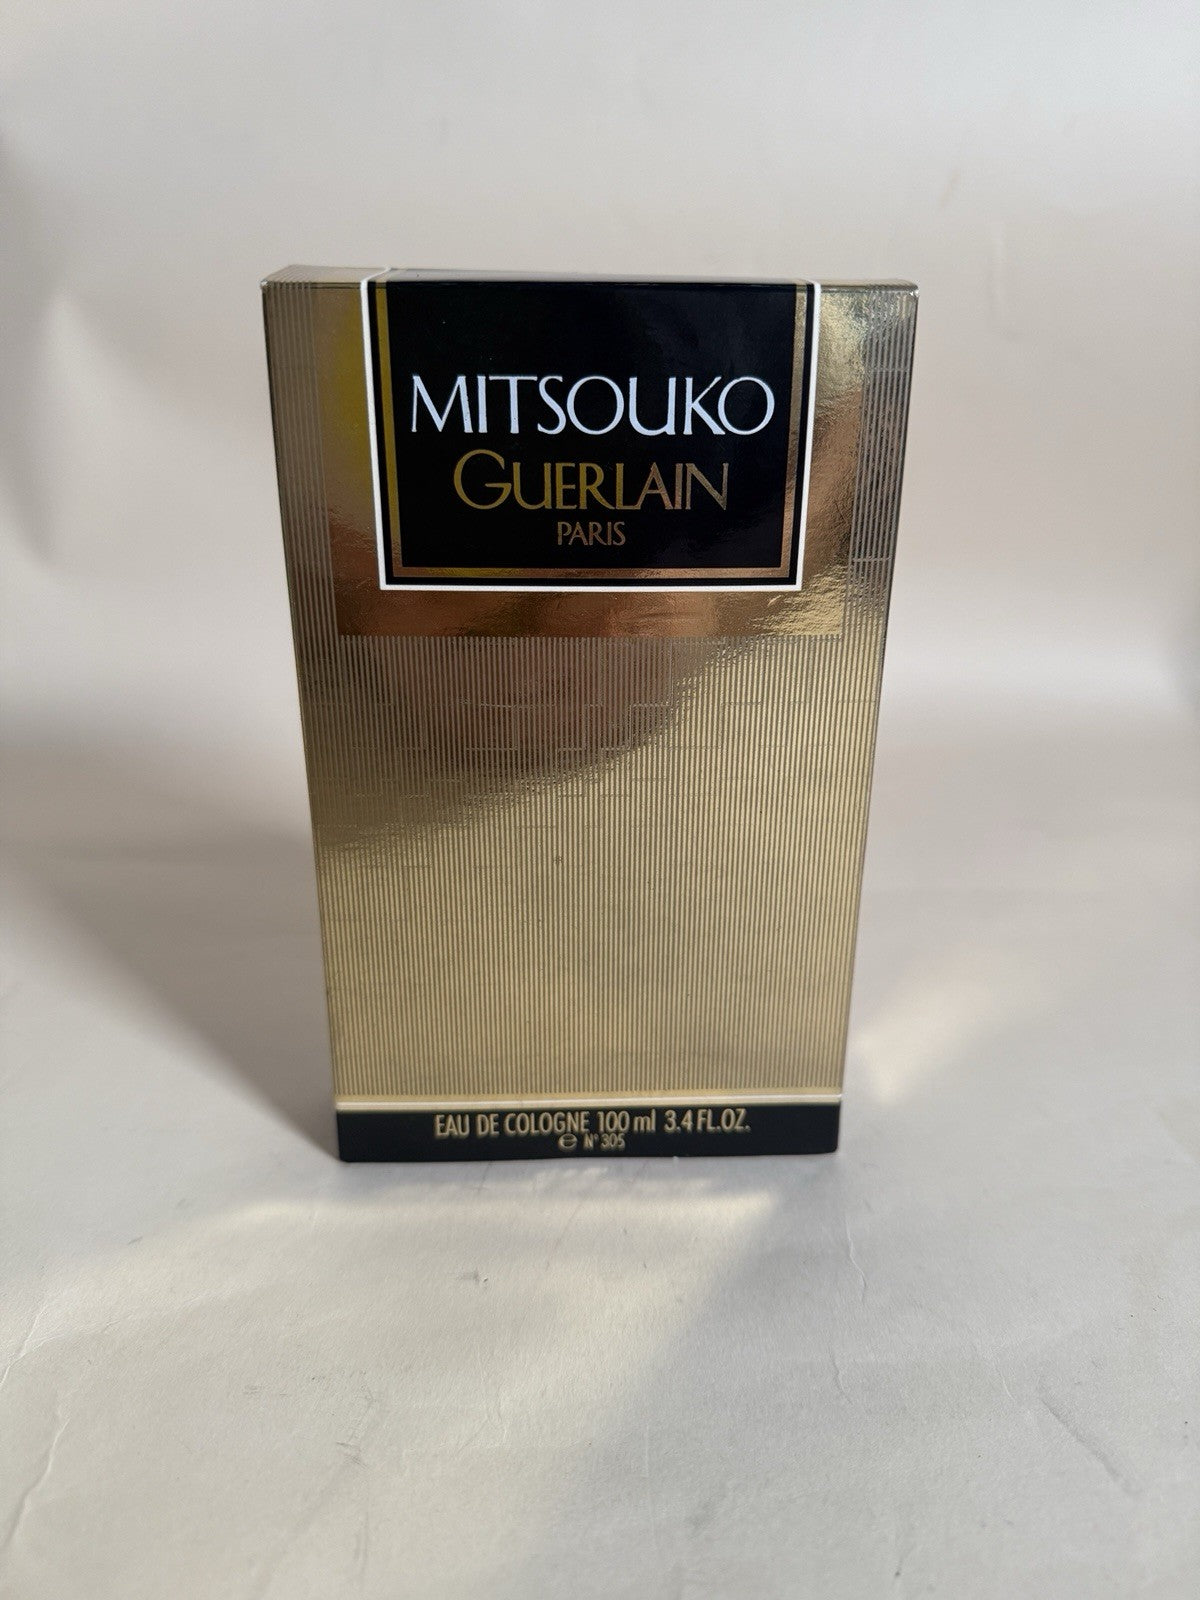 MITSOUKO
GUERLAIN
PARIS
EAU DE COLOGNE 100 ml 3.4 FL.OZ.
℮ N° 305